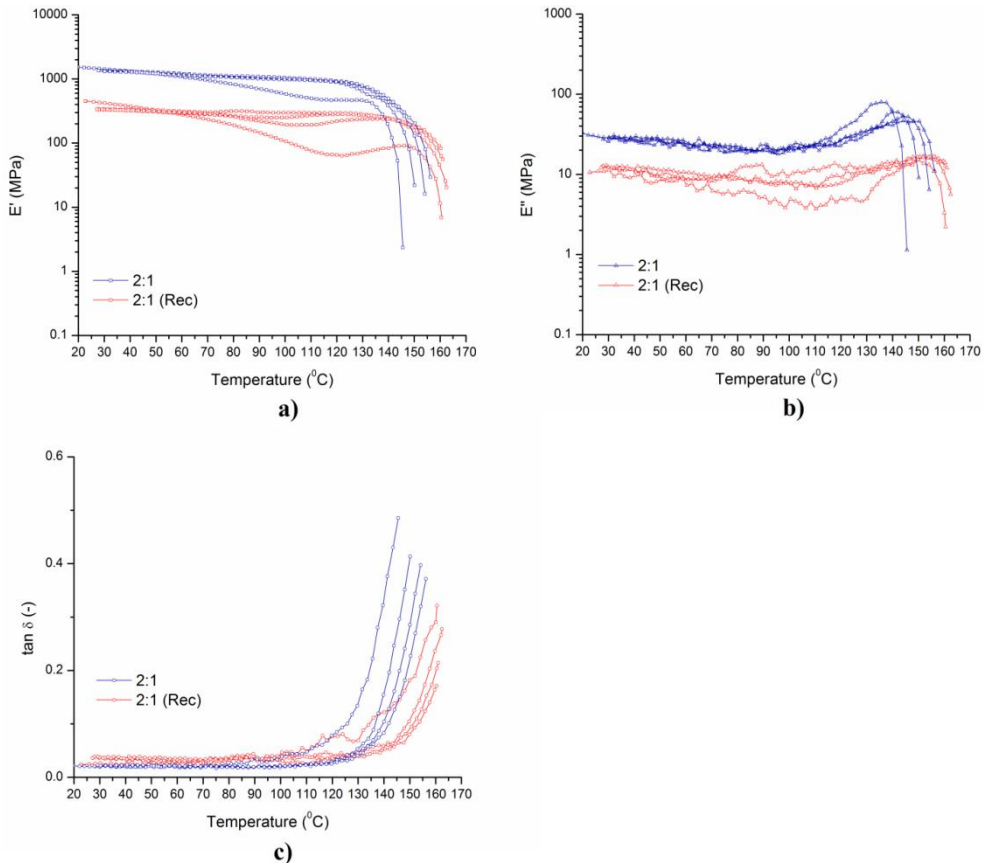 10000
1000
100
10
1
0.1
E' (MPa)
2:1
2:1 (Rec)
20 30 40 50 60 70 80 90 100 110 120 130 140 150 160 170
Temperature (⁰C)
a)
1000
100
10
1
0.1
E" (MPa)
2:1
2:1 (Rec)
20 30 40 50 60 70 80 90 100 110 120 130 140 150 160 170
Temperature (⁰C)
b)
0.6
0.4
0.2
0.0
tan δ (-)
2:1
2:1 (Rec)
20 30 40 50 60 70 80 90 100 110 120 130 140 150 160 170
Temperature (⁰C)
c)